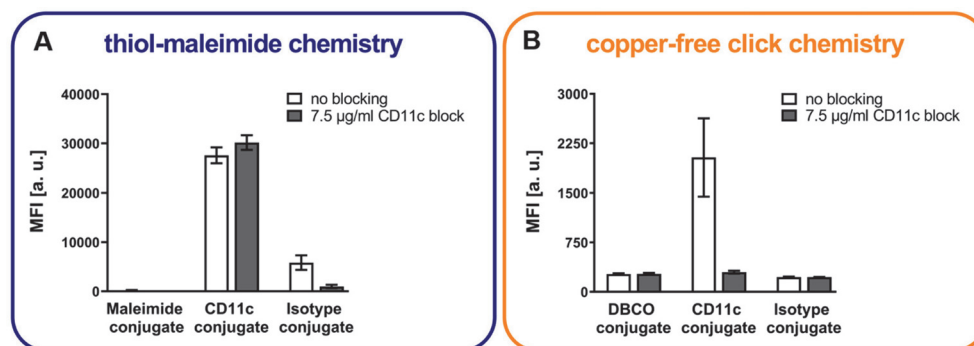 A thiol-maleimide chemistry
no blocking
7.5 µg/ml CD11c block
MFI [a. u.]
40000
30000
20000
10000
0
Maleimide conjugate
CD11c conjugate
Isotype conjugate
B copper-free click chemistry
no blocking
7.5 µg/ml CD11c block
MFI [a. u.]
3000
2250
1500
750
0
DBCO conjugate
CD11c conjugate
Isotype conjugate